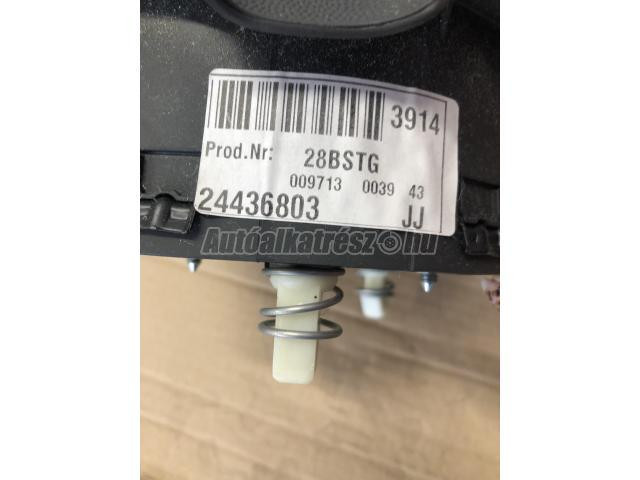 3914
Prod.Nr: 28BSTG
009713 0039 43
24436803 JJ
Autóalkatrész.hu